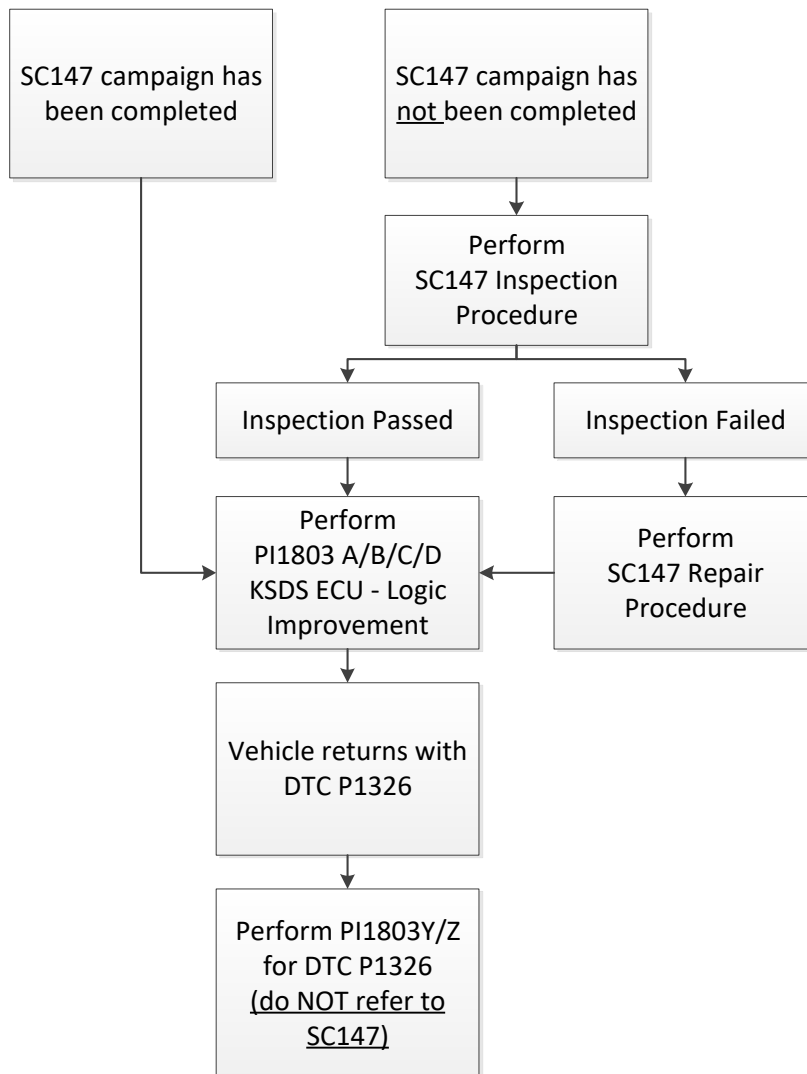 SC147 campaign has
been completed
SC147 campaign has
not been completed
Perform
SC147 Inspection
Procedure
Inspection Passed
Inspection Failed
Perform
PI1803 A/B/C/D
KSDS ECU - Logic
Improvement
Perform
SC147 Repair
Procedure
Vehicle returns with
DTC P1326
Perform PI1803Y/Z
for DTC P1326
(do NOT refer to
SC147)